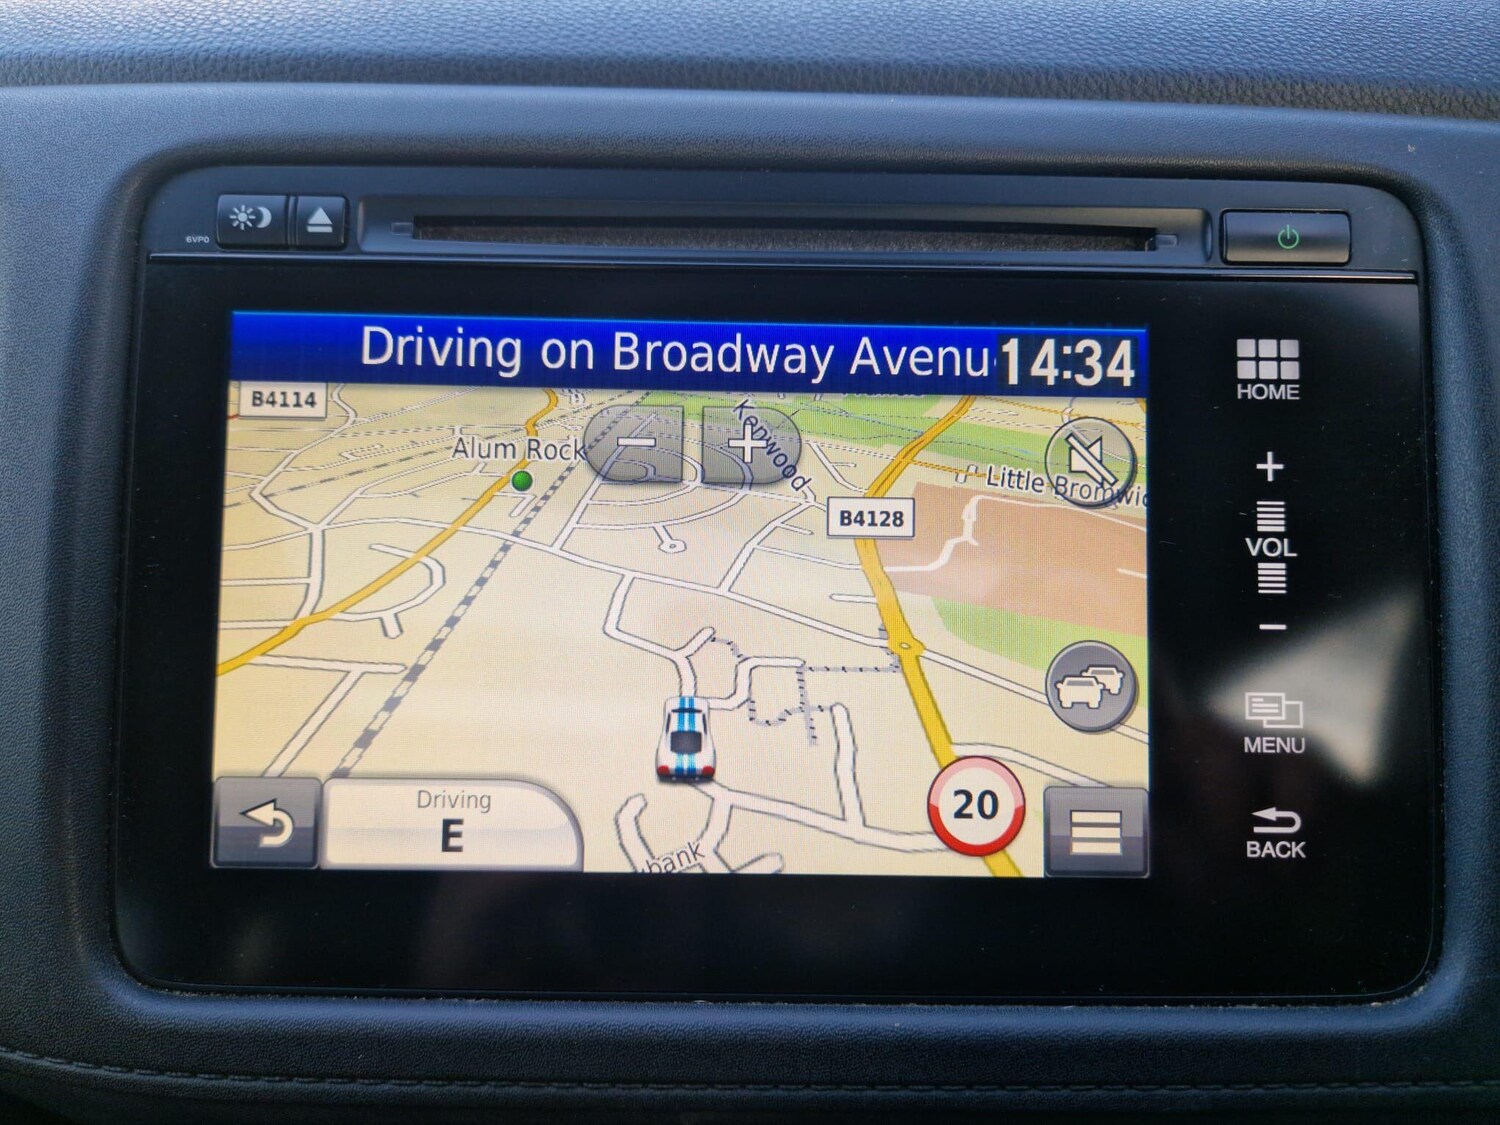 6VP0
Driving on Broadway Avenu
14:34
HOME
B4114
Kenwood
Alum Rock
Little Bromwic
B4128
VOL
MENU
Driving
E
20
bank
BACK